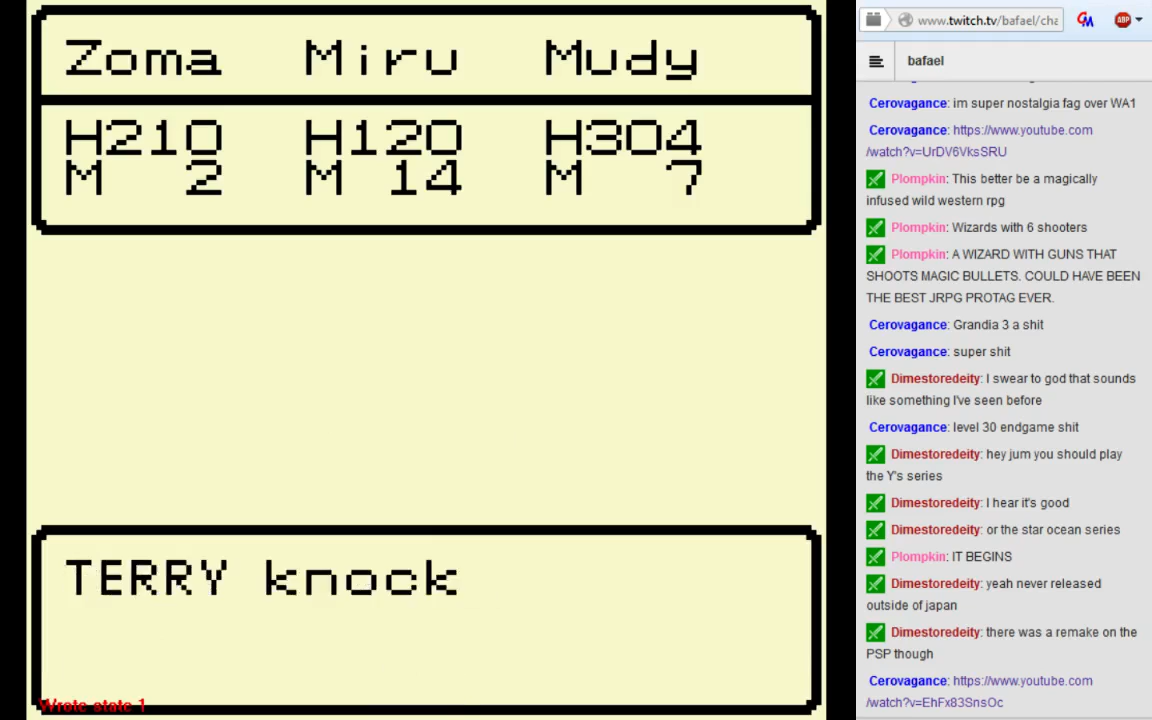 Zoma Miru Mudy
H210 H120 H304
M 2 M 14 M 7
TERRY knock
Wrote state 1
www.twitch.tv/bafael/cha
GM
ABP
bafael
Cerovagance: im super nostalgia fag over WA1
Cerovagance: https://www.youtube.com
/watch?v=UrDV6VksSRU
Plompkin: This better be a magically
infused wild western rpg
Plompkin: Wizards with 6 shooters
Plompkin: A WIZARD WITH GUNS THAT
SHOOTS MAGIC BULLETS. COULD HAVE BEEN
THE BEST JRPG PROTAG EVER.
Cerovagance: Grandia 3 a shit
Cerovagance: super shit
Dimestoredeity: I swear to god that sounds
like something I've seen before
Cerovagance: level 30 endgame shit
Dimestoredeity: hey jum you should play
the Y's series
Dimestoredeity: I hear it's good
Dimestoredeity: or the star ocean series
Plompkin: IT BEGINS
Dimestoredeity: yeah never released
outside of japan
Dimestoredeity: there was a remake on the
PSP though
Cerovagance: https://www.youtube.com
/watch?v=EhFx83SnsOc